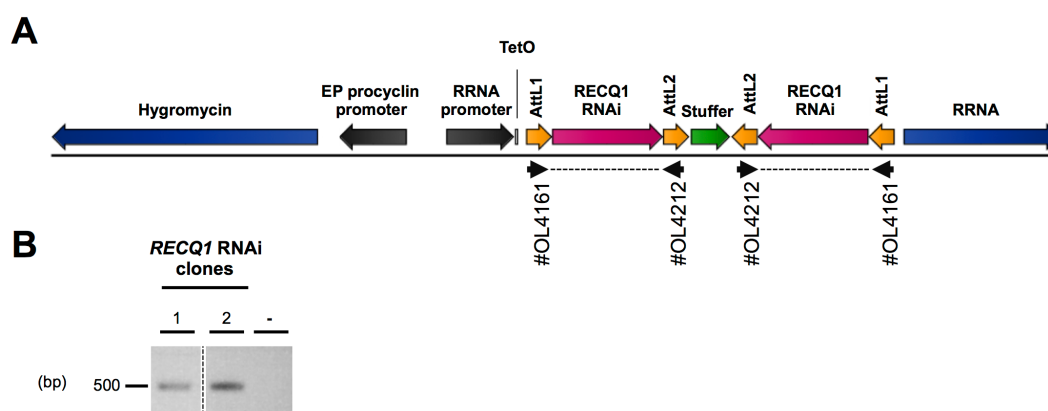 A
TetO
Hygromycin
EP procyclin
promoter
RRNA
promoter
AttL1
RECQ1
RNAi
AttL2
Stuffer
AttL2
RECQ1
RNAi
AttL1
RRNA
#OL4161
#OL4212
#OL4212
#OL4161
B
RECQ1 RNAi
clones
1 2 -
(bp) 500